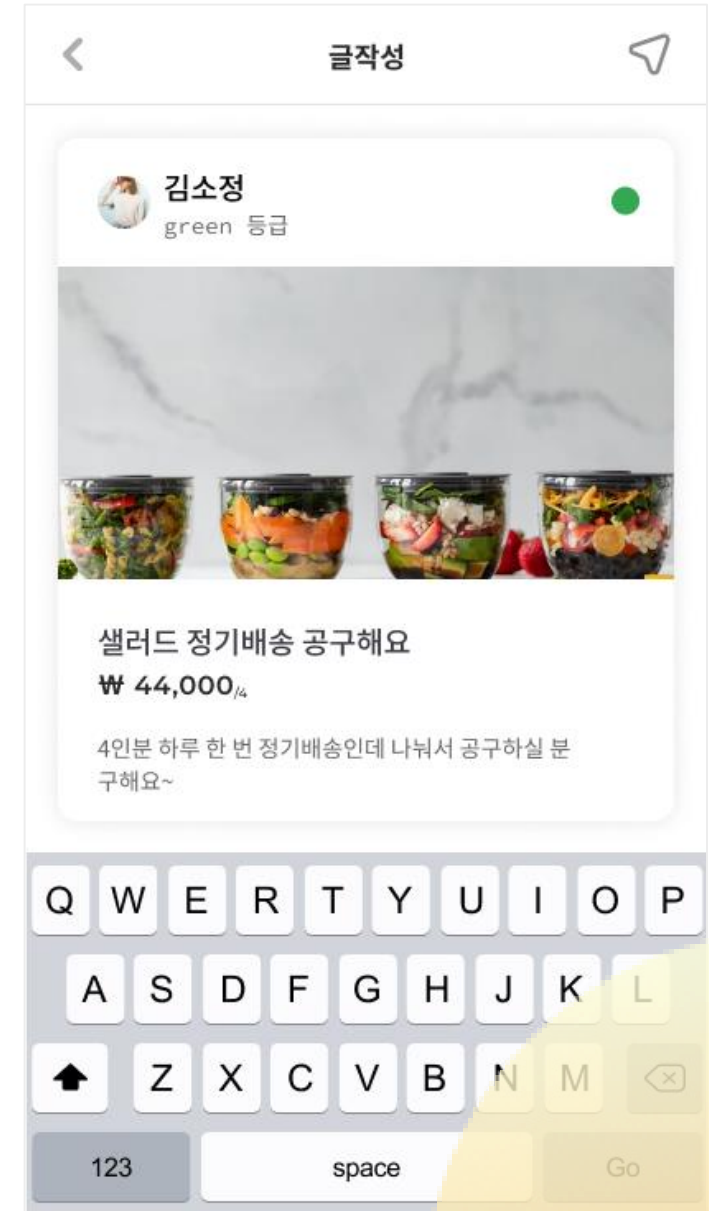 글작성
김소정
green 등급
샐러드 정기배송 공구해요
₩ 44,000/4
4인분 하루 한 번 정기배송인데 나눠서 공구하실 분
구해요~
Q W E R T Y U I O P
A S D F G H J K L
Z X C V B N M
123 space Go